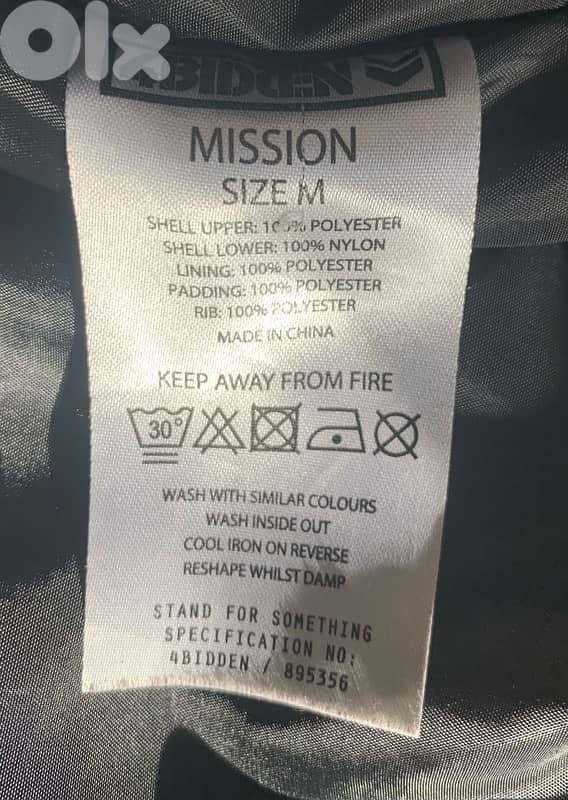 Olx
4BIDDEN
MISSION
SIZE M
SHELL UPPER: 100% POLYESTER
SHELL LOWER: 100% NYLON
LINING: 100% POLYESTER
PADDING: 100% POLYESTER
RIB: 100% POLYESTER
MADE IN CHINA
KEEP AWAY FROM FIRE
30°
WASH WITH SIMILAR COLOURS
WASH INSIDE OUT
COOL IRON ON REVERSE
RESHAPE WHILST DAMP
STAND FOR SOMETHING
SPECIFICATION NO:
4BIDDEN / 895356